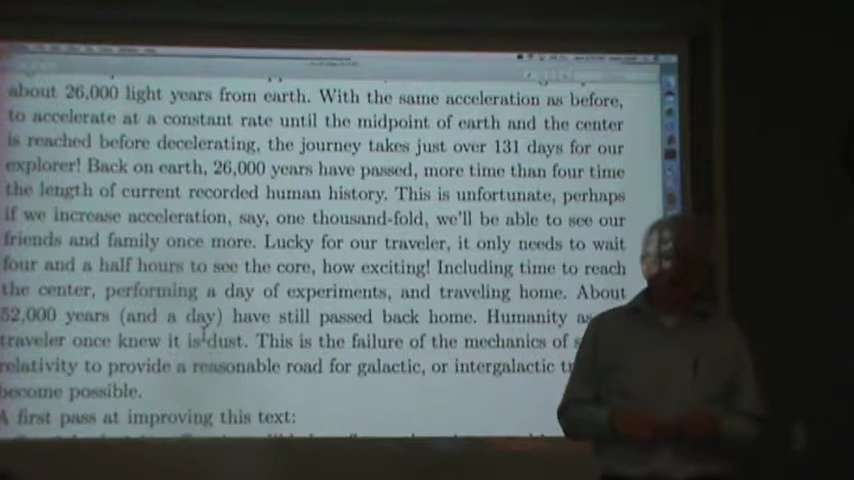 about 26,000 light years from earth. With the same acceleration as before,
to accelerate at a constant rate until the midpoint of earth and the center
is reached before decelerating, the journey takes just over 131 days for our
explorer! Back on earth, 26,000 years have passed, more time than four time
the length of current recorded human history. This is unfortunate, perhaps
if we increase acceleration, say, one thousand-fold, we'll be able to see our
friends and family once more. Lucky for our traveler, it only needs to wait
four and a half hours to see the core, how exciting! Including time to reach
the center, performing a day of experiments, and traveling home. About
52,000 years (and a day) have still passed back home. Humanity
traveler once knew it is dust. This is the failure of the mechanics of
relativity to provide a reasonable road for galactic, or intergalactic
become possible.
A first pass at improving this text: